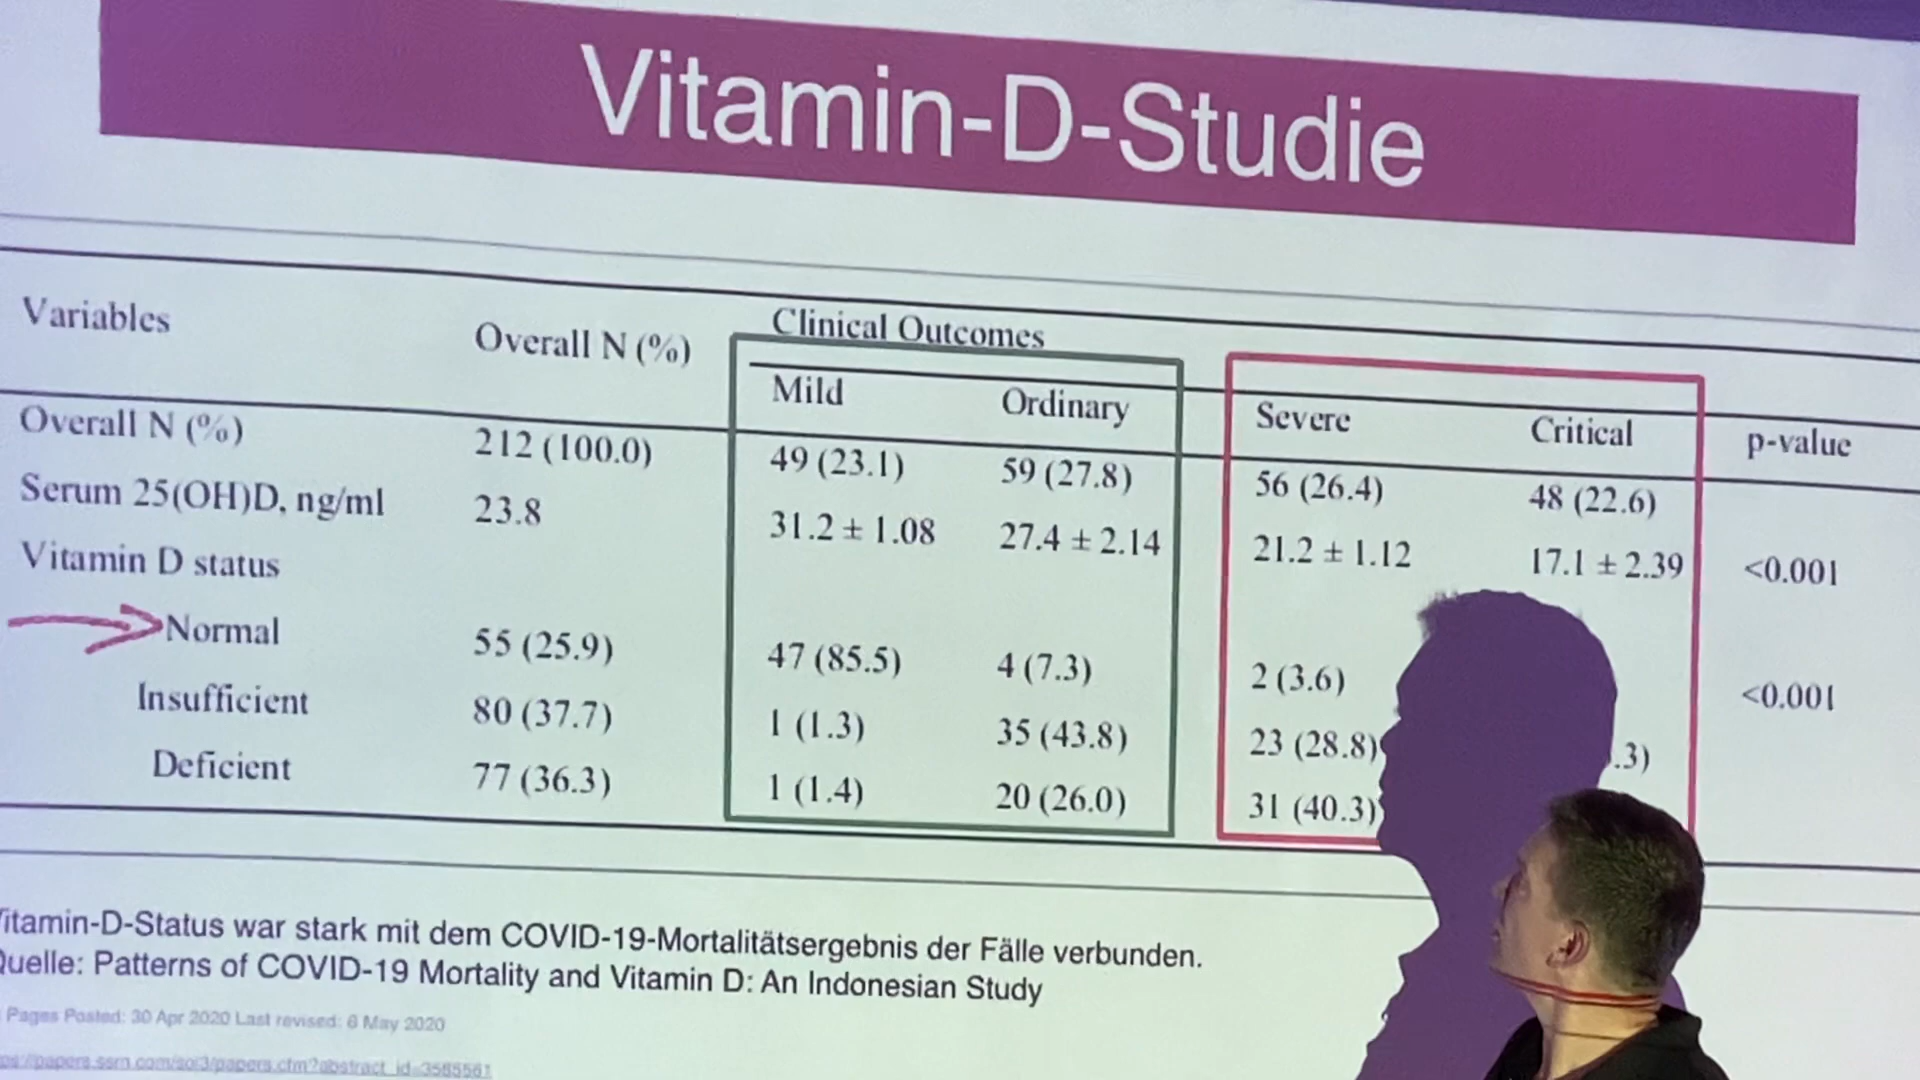 Vitamin-D-Studie
Variables Overall N (%) Clinical Outcomes
Mild Ordinary Severe Critical p-value
Overall N (%) 212 (100.0) 49 (23.1) 59 (27.8) 56 (26.4) 48 (22.6)
Serum 25(OH)D, ng/ml 23.8 31.2 ± 1.08 27.4 ± 2.14 21.2 ± 1.12 17.1 ± 2.39 <0.001
Vitamin D status
Normal 55 (25.9) 47 (85.5) 4 (7.3) 2 (3.6) <0.001
Insufficient 80 (37.7) 1 (1.3) 35 (43.8) 23 (28.8) .3)
Deficient 77 (36.3) 1 (1.4) 20 (26.0) 31 (40.3)
itamin-D-Status war stark mit dem COVID-19-Mortalitätsergebnis der Fälle verbunden.
Quelle: Patterns of COVID-19 Mortality and Vitamin D: An Indonesian Study
Pages Posted: 30 Apr 2020 Last revised: 6 May 2020